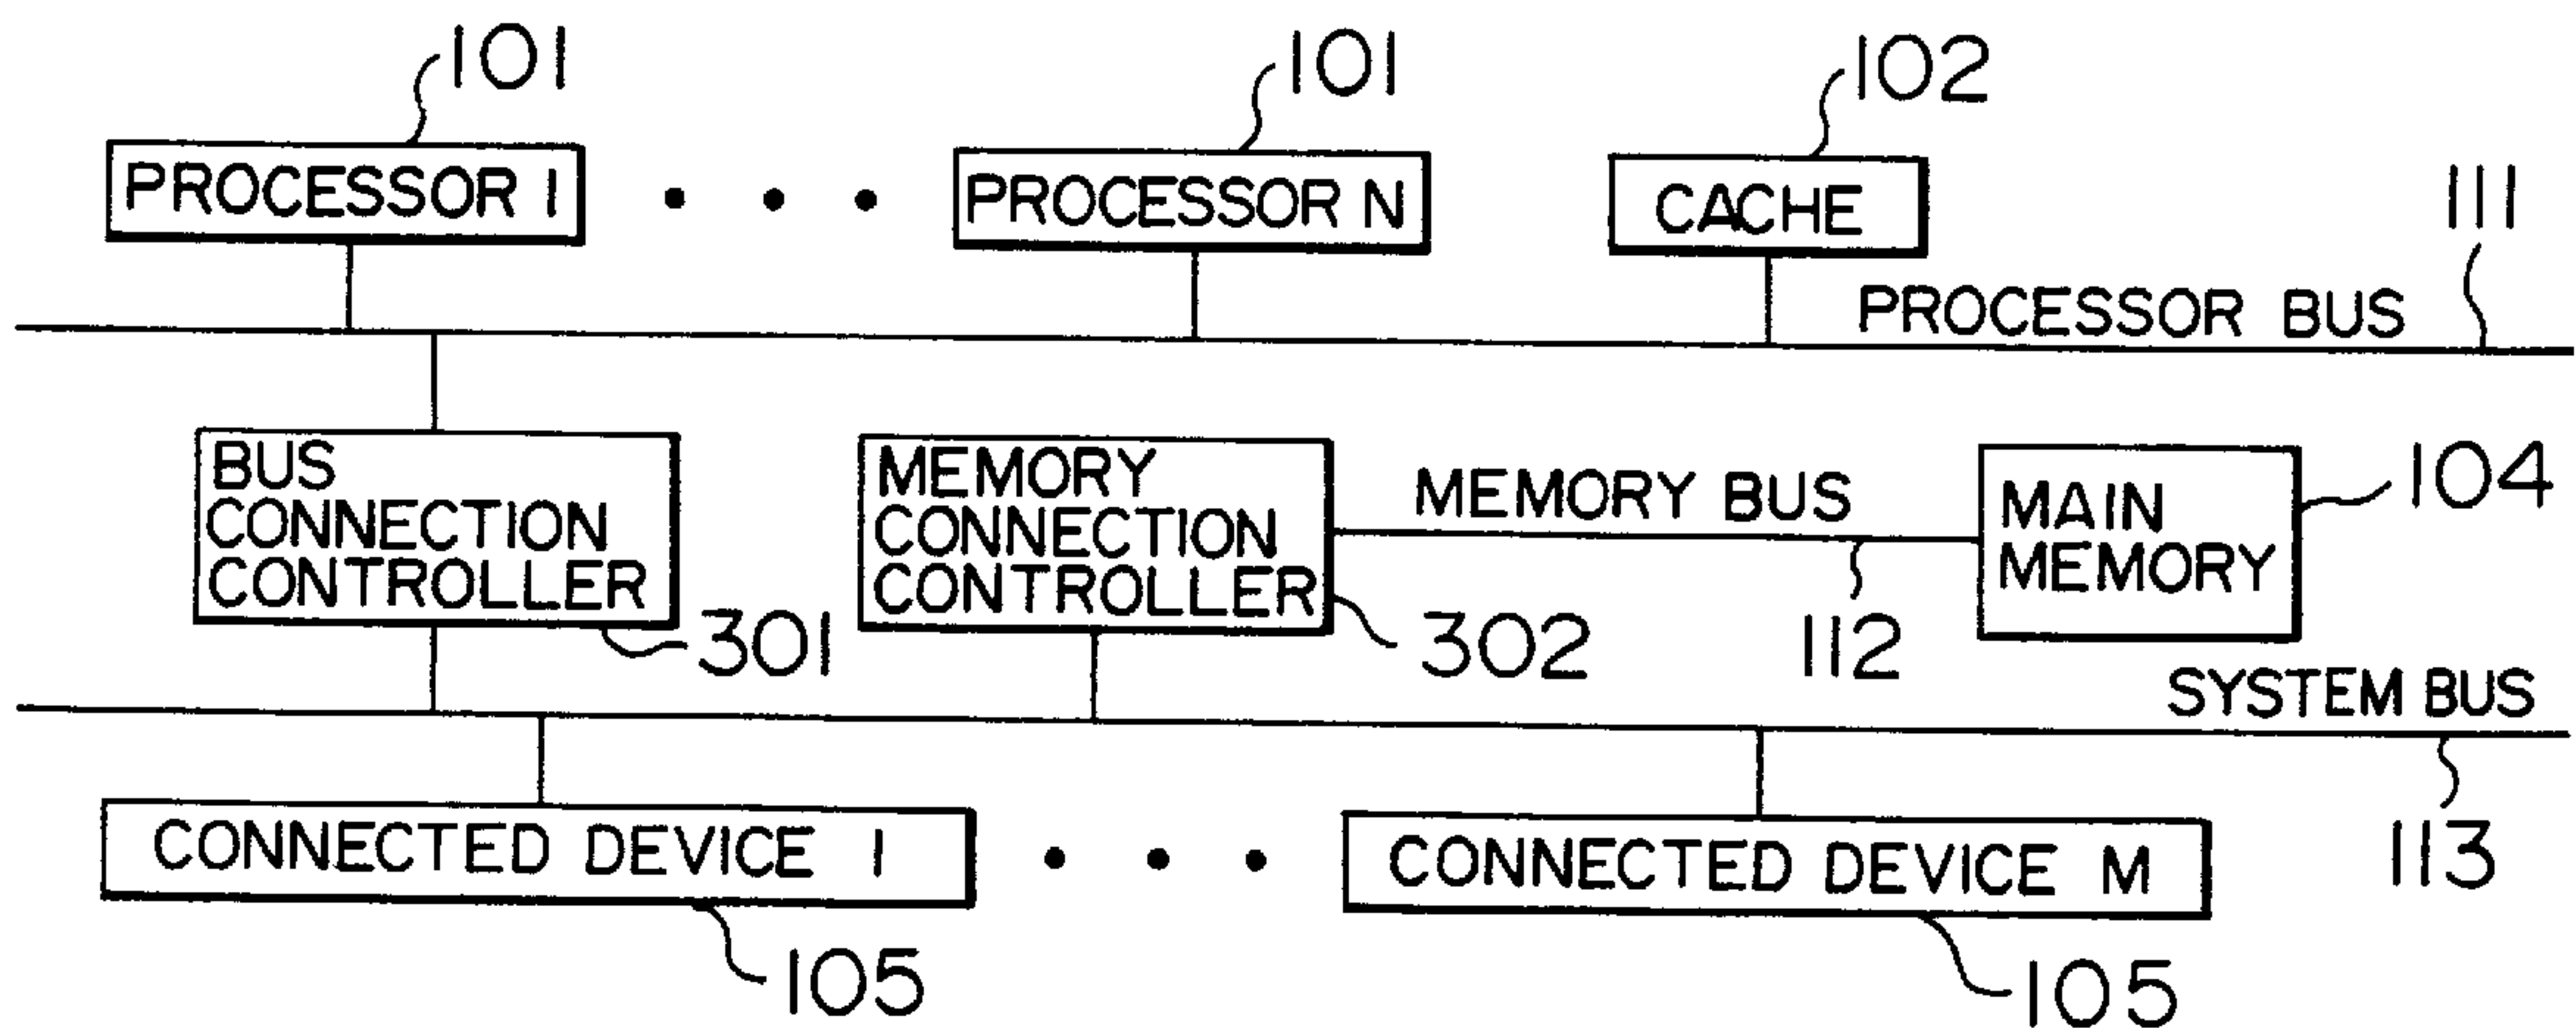 101
101
102
PROCESSOR 1
PROCESSOR N
CACHE
111
PROCESSOR BUS
BUS
CONNECTION
CONTROLLER
301
MEMORY
CONNECTION
CONTROLLER
302
MEMORY BUS
112
MAIN
MEMORY
104
SYSTEM BUS
113
CONNECTED DEVICE 1
CONNECTED DEVICE M
105
105